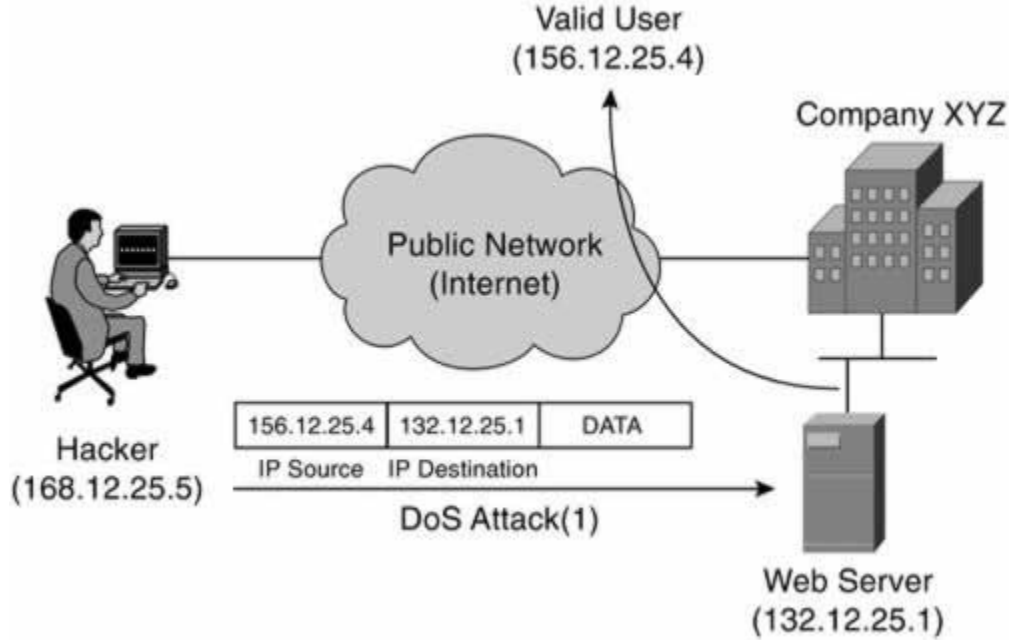 Valid User
(156.12.25.4)
Company XYZ
Public Network
(Internet)
156.12.25.4 132.12.25.1 DATA
IP Source IP Destination
Hacker
(168.12.25.5)
DoS Attack(1)
Web Server
(132.12.25.1)